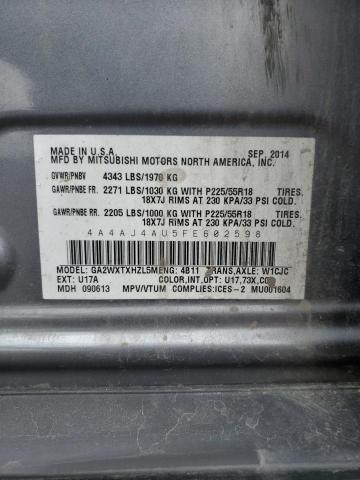 MADE IN U.S.A. SEP, 2014
MFD BY MITSUBISHI MOTORS NORTH AMERICA, INC.
GVWR/PNBV 4343 LBS/1970 KG
GAWR/PNBE FR. 2271 LBS/1030 KG WITH P225/55R18 TIRES.
18X7J RIMS AT 230 KPA/33 PSI COLD.
GAWR/PNBE RR. 2205 LBS/1000 KG WITH P225/55R18 TIRES.
18X7J RIMS AT 230 KPA/33 PSI COLD.
4A4AJ4AU5FE602598
MODEL: GA2WXTXHZL5M ENG: 4B11 TRANS,AXLE: W1CJC
EXT: U17A COLOR,INT,OPT: U17,73X,C0
MDH 090613 MPV/VTUM COMPLIES:ICES-2 MU001604